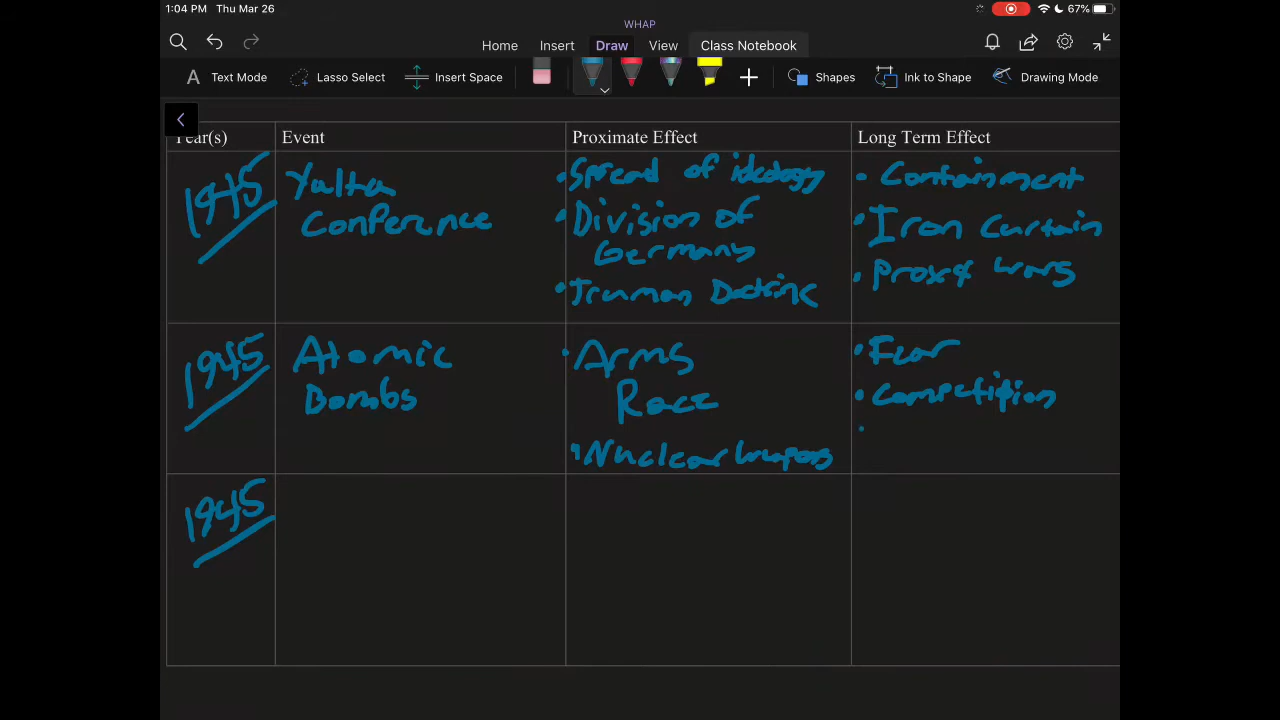 1:04 PM Thu Mar 26 67%
WHAP
Home Insert Draw View Class Notebook
Text Mode Lasso Select Insert Space Shapes Ink to Shape Drawing Mode
Year(s) Event Proximate Effect Long Term Effect
1945 Yalta Conference
• Spread of ideology
• Division of Germany
• Truman Doctrine
• Containment
• Iron Curtain
• Proxy Wars
1945 Atomic Bombs
• Arms Race
• Nuclear Weapons
• Fear
• Competition
•
1945